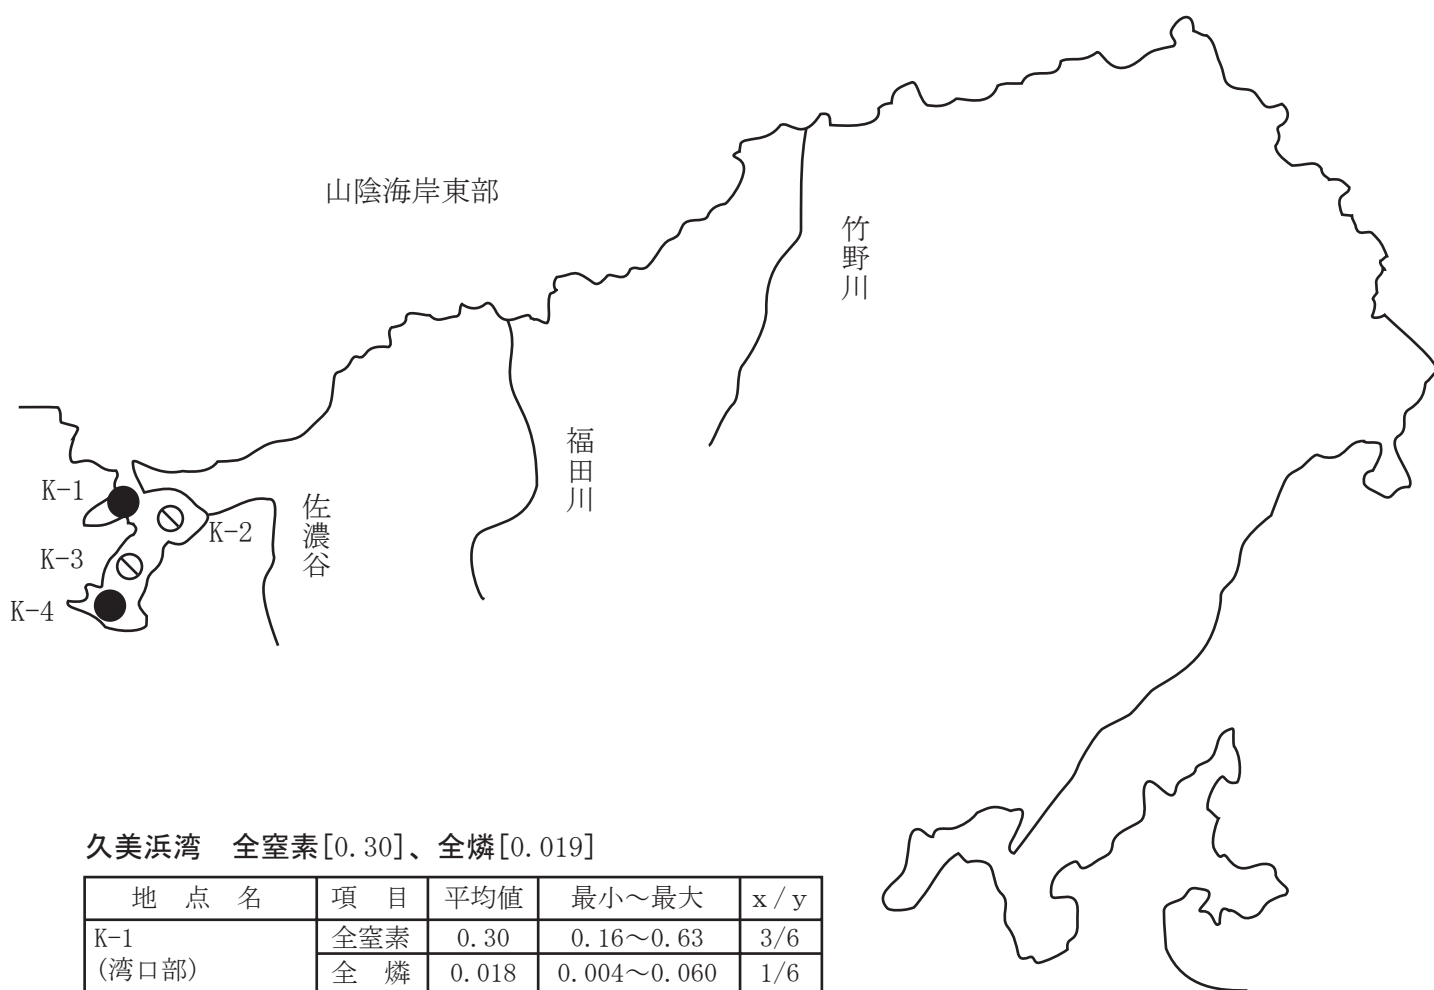 山陰海岸東部
竹野川
福田川
佐濃谷
K-1
K-2
K-3
K-4
久美浜湾　全窒素[0.30]、全燐[0.019]
地　点　名　項　目　平均値　最小～最大　x/y
K-1　全窒素　0.30　0.16～0.63　3/6
(湾口部)　全　燐　0.018　0.004～0.060　1/6